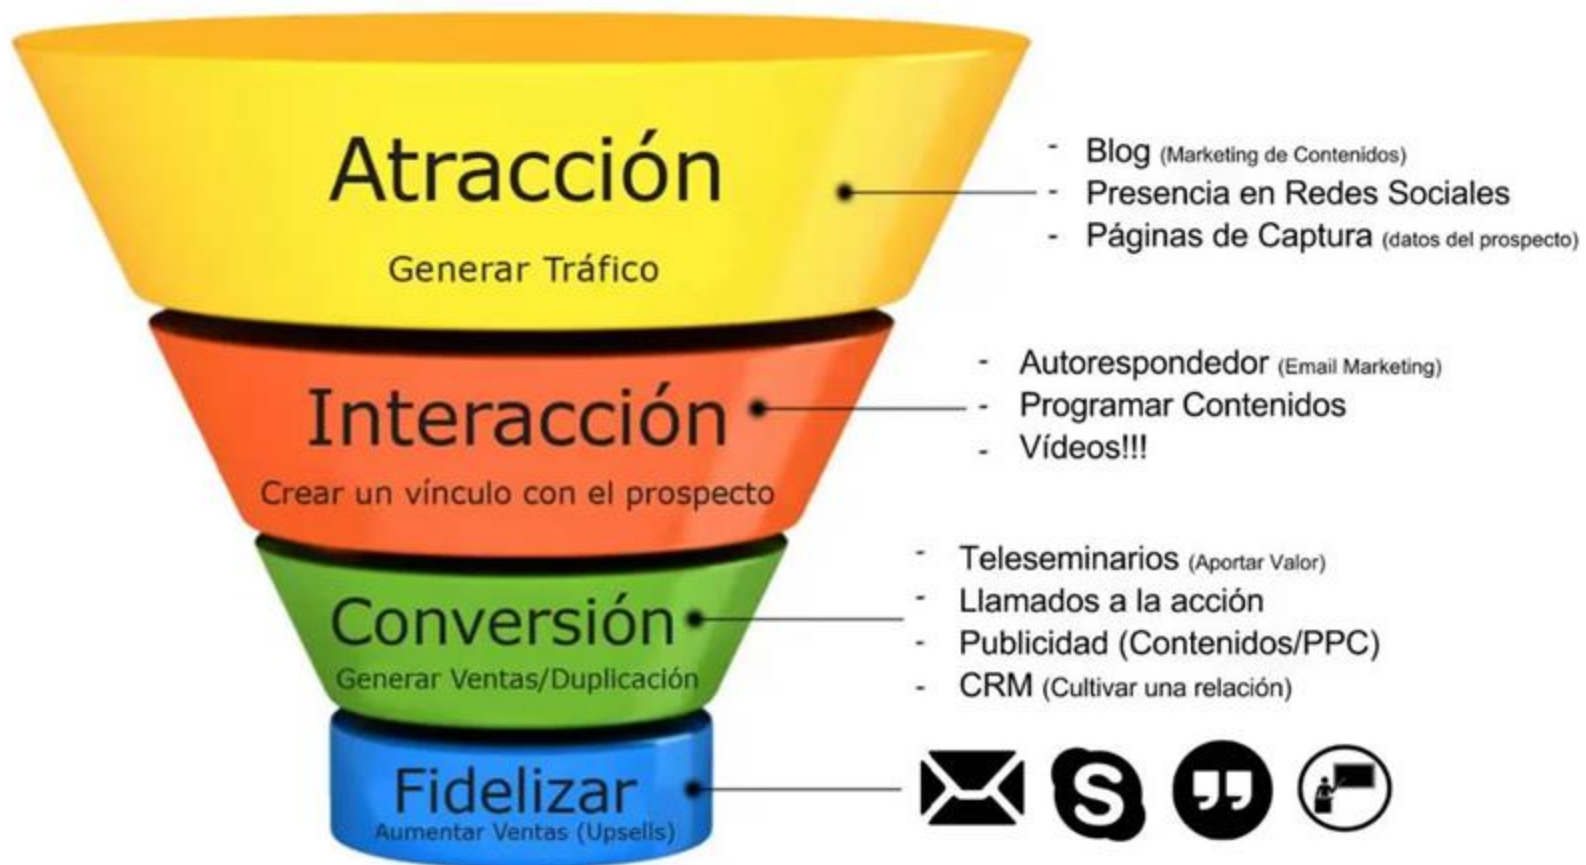 Atracción
Generar Tráfico
- Blog (Marketing de Contenidos)
- Presencia en Redes Sociales
- Páginas de Captura (datos del prospecto)
Interacción
Crear un vínculo con el prospecto
- Autorespondedor (Email Marketing)
- Programar Contenidos
- Vídeos!!!
Conversión
Generar Ventas/Duplicación
- Teleseminarios (Aportar Valor)
- Llamados a la acción
- Publicidad (Contenidos/PPC)
- CRM (Cultivar una relación)
Fidelizar
Aumentar Ventas (Upsells)
S